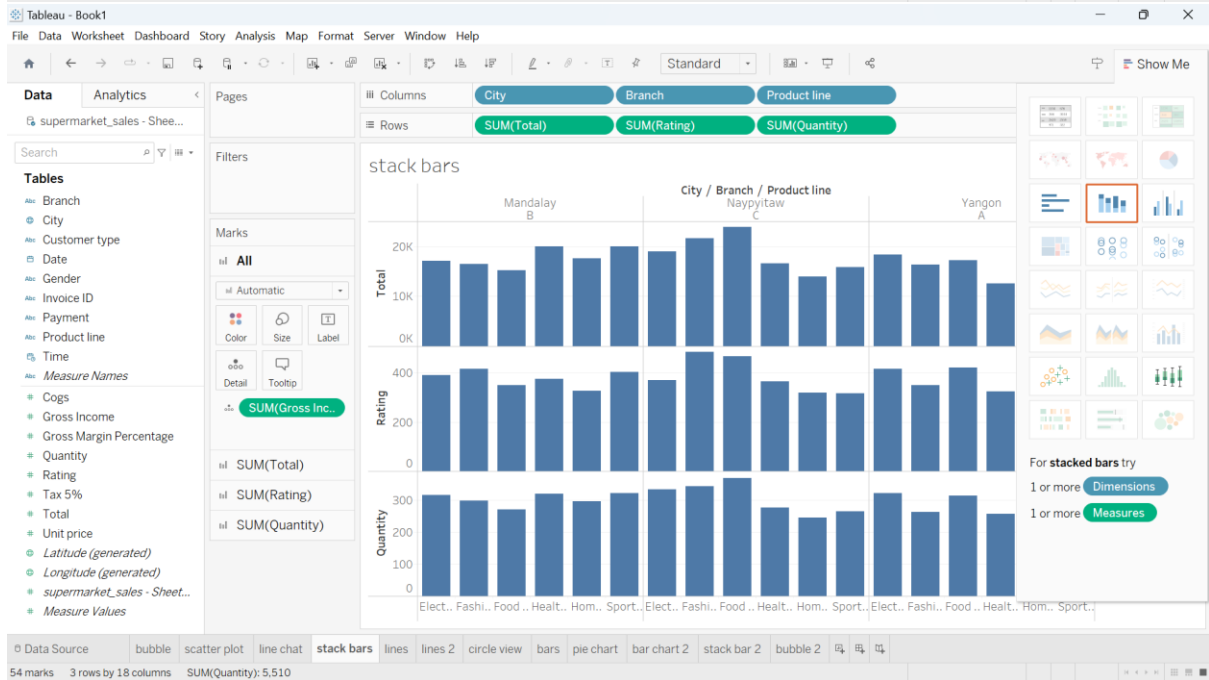 Tableau - Book1
File Data Worksheet Dashboard Story Analysis Map Format Server Window Help
Standard
Show Me
Data Analytics
supermarket_sales - Shee...
Search
Tables
Branch
City
Customer type
Date
Gender
Invoice ID
Payment
Product line
Time
Measure Names
Cogs
Gross Income
Gross Margin Percentage
Quantity
Rating
Tax 5%
Total
Unit price
Latitude (generated)
Longitude (generated)
supermarket_sales - Sheet...
Measure Values
Pages
Filters
Marks
All
Automatic
Color Size Label
Detail Tooltip
SUM(Gross Inc..
SUM(Total)
SUM(Rating)
SUM(Quantity)
Columns City Branch Product line
Rows SUM(Total) SUM(Rating) SUM(Quantity)
stack bars
City / Branch / Product line
Mandalay Naypyitaw Yangon
B C A
Total
20K
10K
0K
Rating
400
200
0
Quantity
300
200
100
0
Elect.. Fashi.. Food .. Healt.. Hom.. Sport.. Elect.. Fashi.. Food .. Healt.. Hom.. Sport.. Elect.. Fashi.. Food .. Healt.. Hom.. Sport..
For stacked bars try
1 or more Dimensions
1 or more Measures
Data Source bubble scatter plot line chat stack bars lines lines 2 circle view bars pie chart bar chart 2 stack bar 2 bubble 2
54 marks 3 rows by 18 columns SUM(Quantity): 5,510